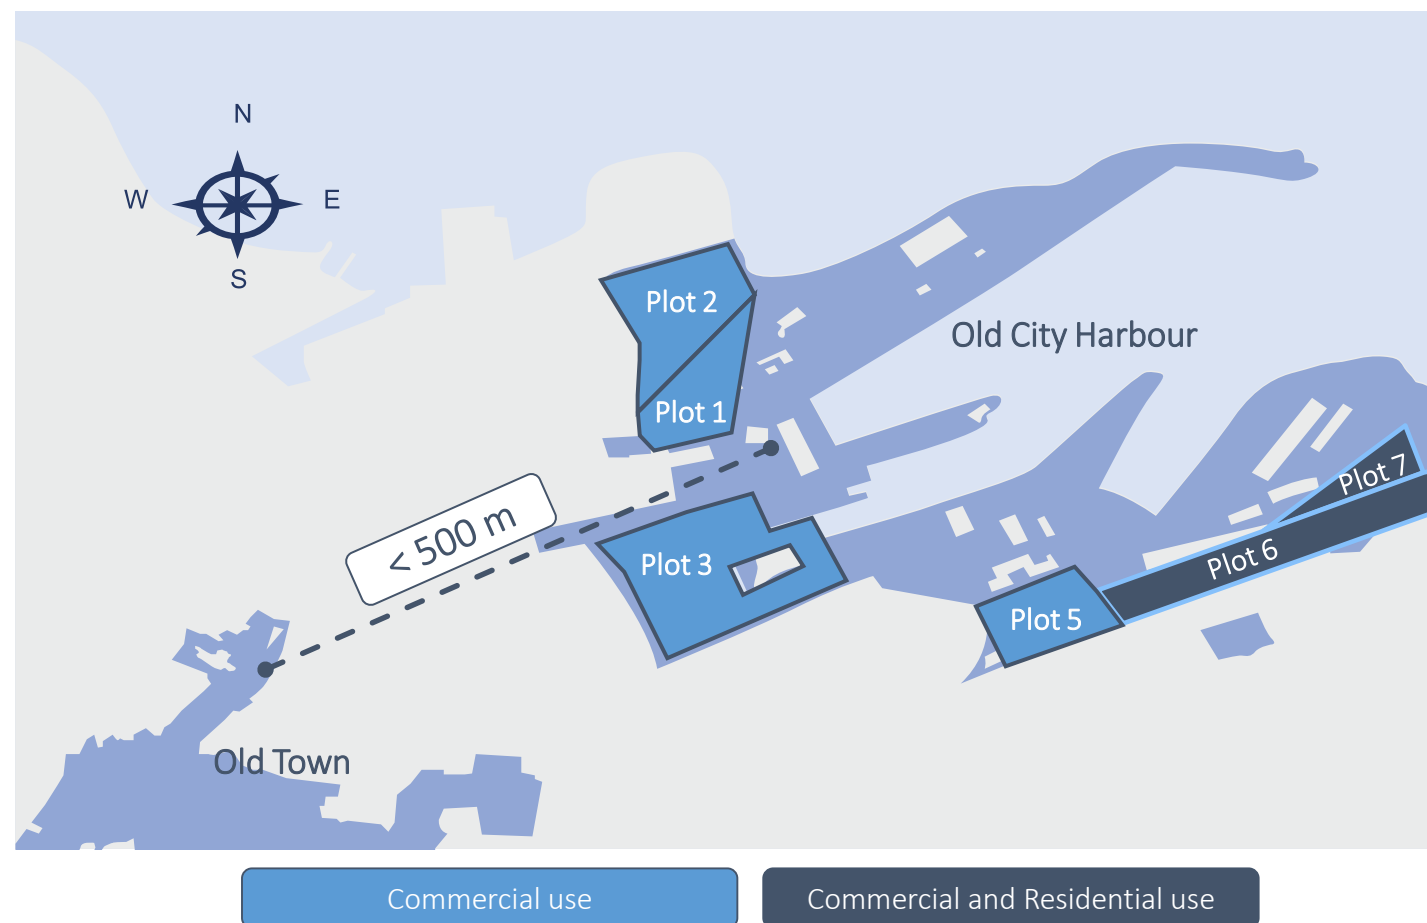 N
W
E
S
Plot 2
Old City Harbour
Plot 1
Plot 7
< 500 m
Plot 3
Plot 6
Plot 5
Old Town
Commercial use
Commercial and Residential use